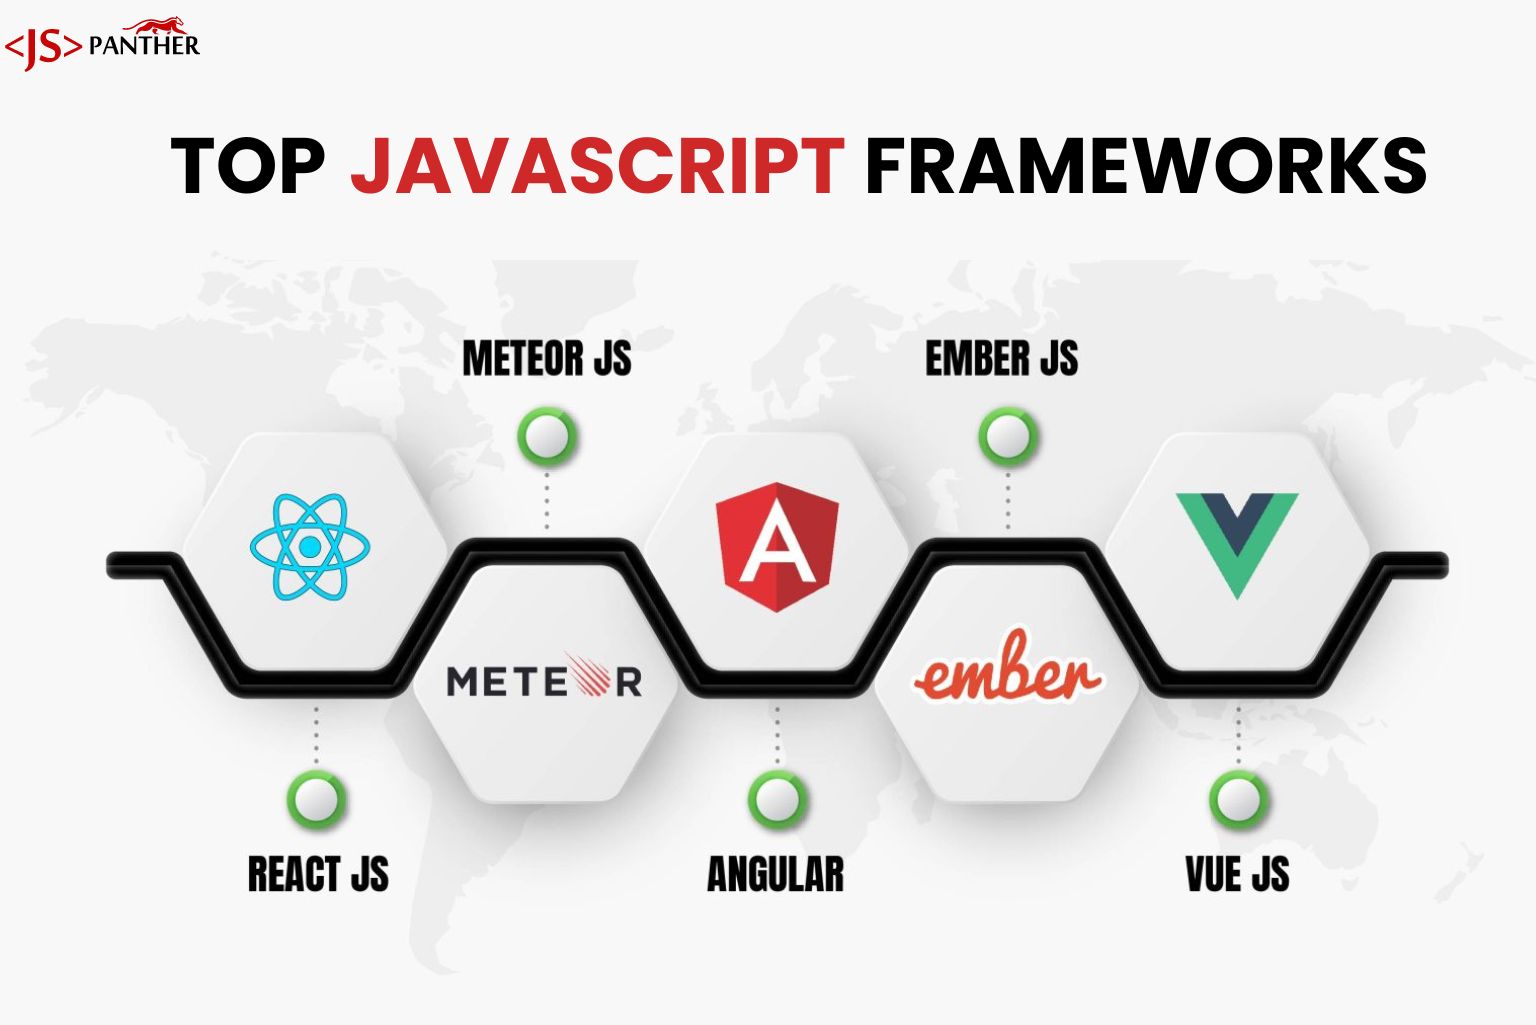 <JS> PANTHER
TOP JAVASCRIPT FRAMEWORKS
METEOR JS
EMBER JS
METEOR
ember
REACT JS
ANGULAR
VUE JS